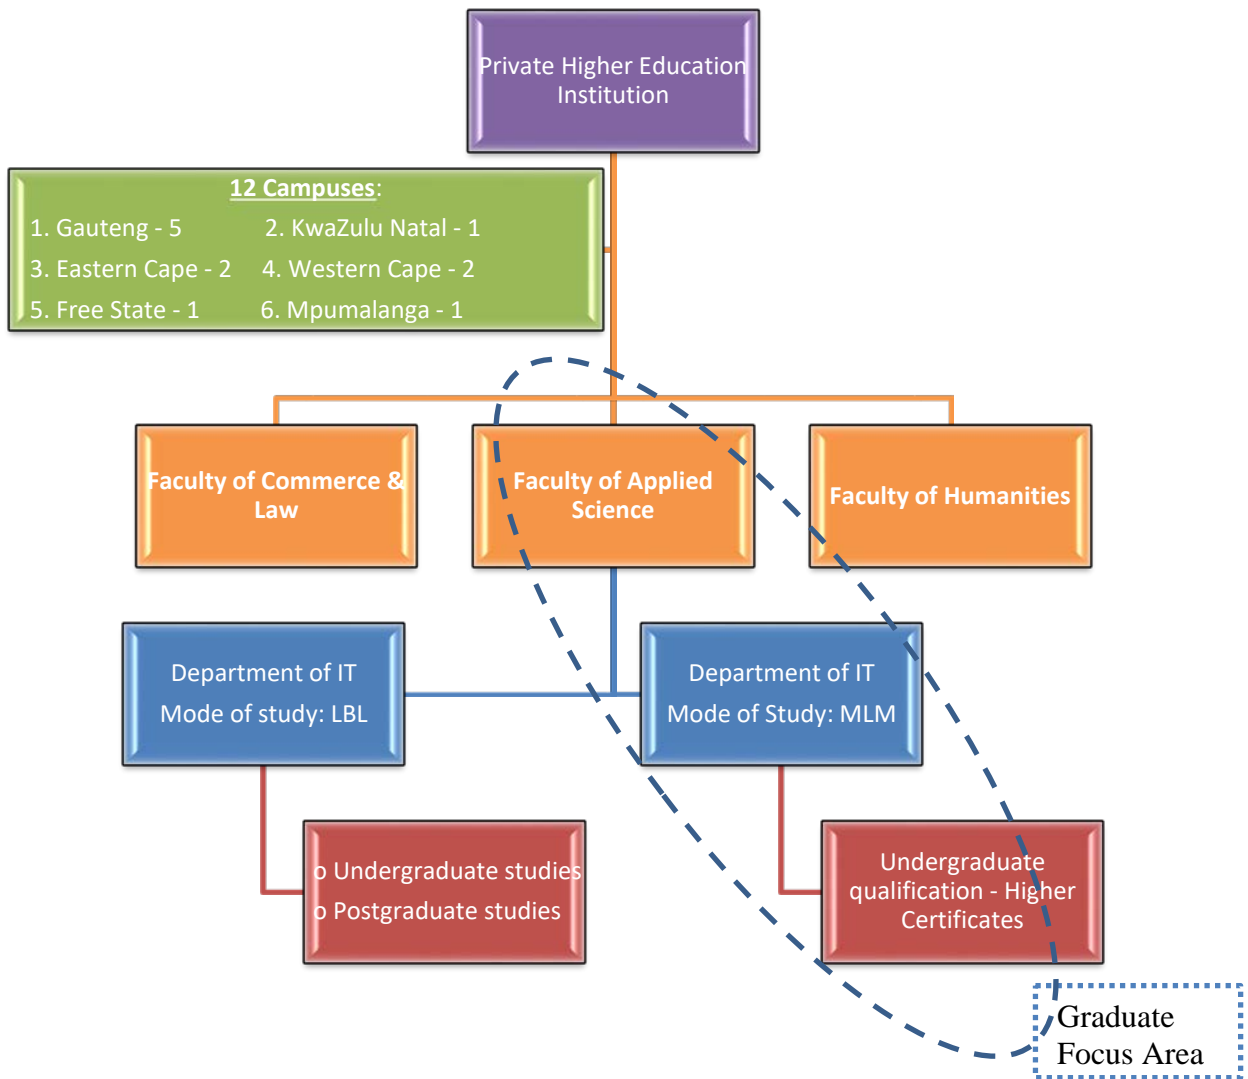 Private Higher Education
Institution
12 Campuses:
1. Gauteng - 5 2. KwaZulu Natal - 1
3. Eastern Cape - 2 4. Western Cape - 2
5. Free State - 1 6. Mpumalanga - 1
Faculty of Commerce &
Law
Faculty of Applied
Science
Faculty of Humanities
Department of IT
Mode of study: LBL
Department of IT
Mode of Study: MLM
o Undergraduate studies
o Postgraduate studies
Undergraduate
qualification - Higher
Certificates
Graduate
Focus Area